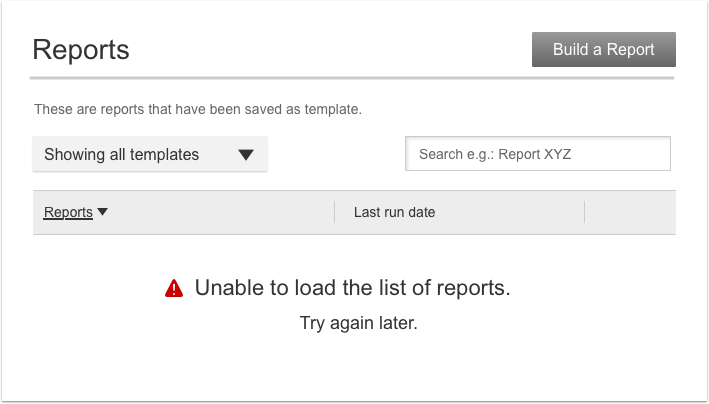 Reports
Build a Report
These are reports that have been saved as template.
Showing all templates
Search e.g.: Report XYZ
Reports
Last run date
Unable to load the list of reports.
Try again later.